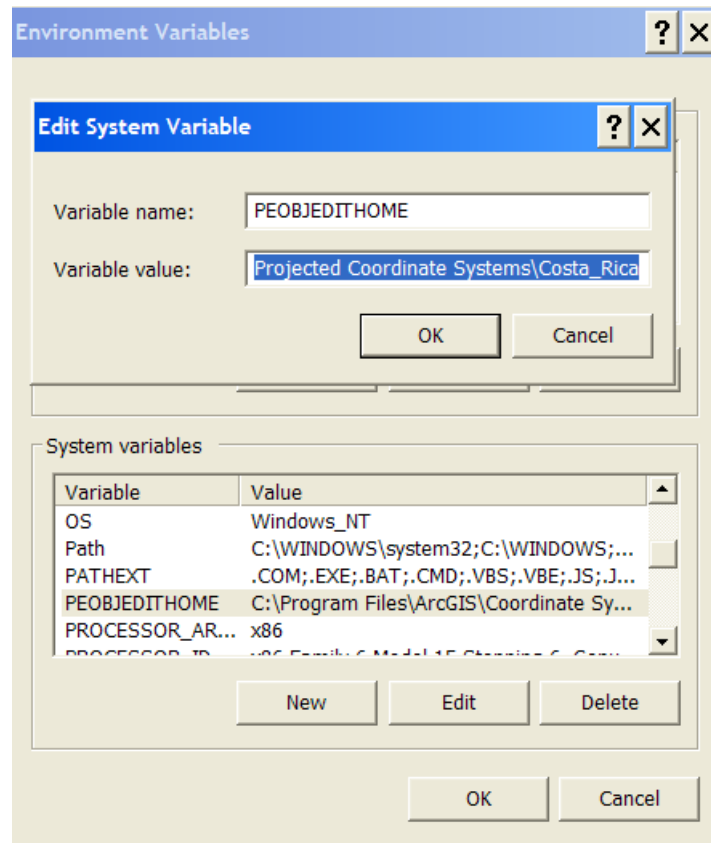 Environment Variables
Edit System Variable
Variable name: PEOBJEDITHOME
Variable value: Projected Coordinate Systems\Costa_Rica
OK Cancel
System variables
Variable Value
OS Windows_NT
Path C:\WINDOWS\system32;C:\WINDOWS;...
PATHEXT .COM;.EXE;.BAT;.CMD;.VBS;.VBE;.JS;.J...
PEOBJEDITHOME C:\Program Files\ArcGIS\Coordinate Sy...
PROCESSOR_AR... x86
New Edit Delete
OK Cancel